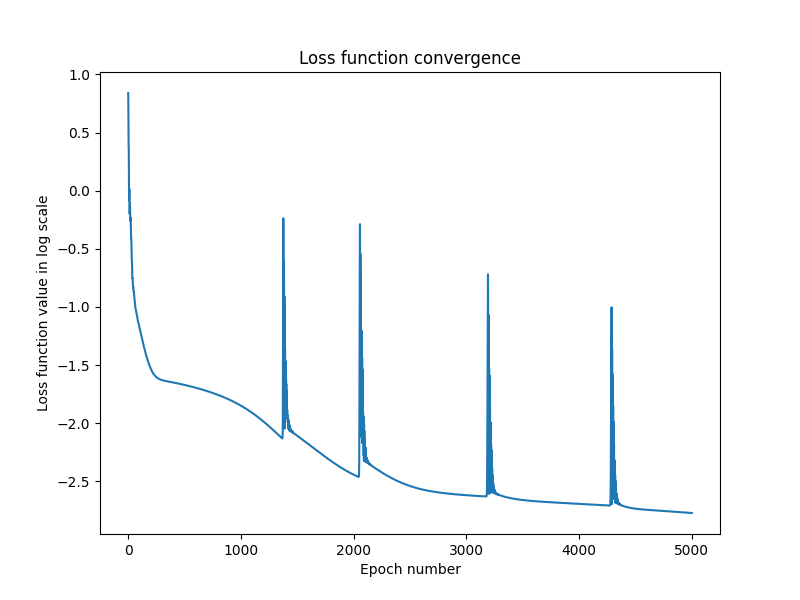 Loss function convergence
Loss function value in log scale
1.0
0.5
0.0
−0.5
−1.0
−1.5
−2.0
−2.5
0 1000 2000 3000 4000 5000
Epoch number